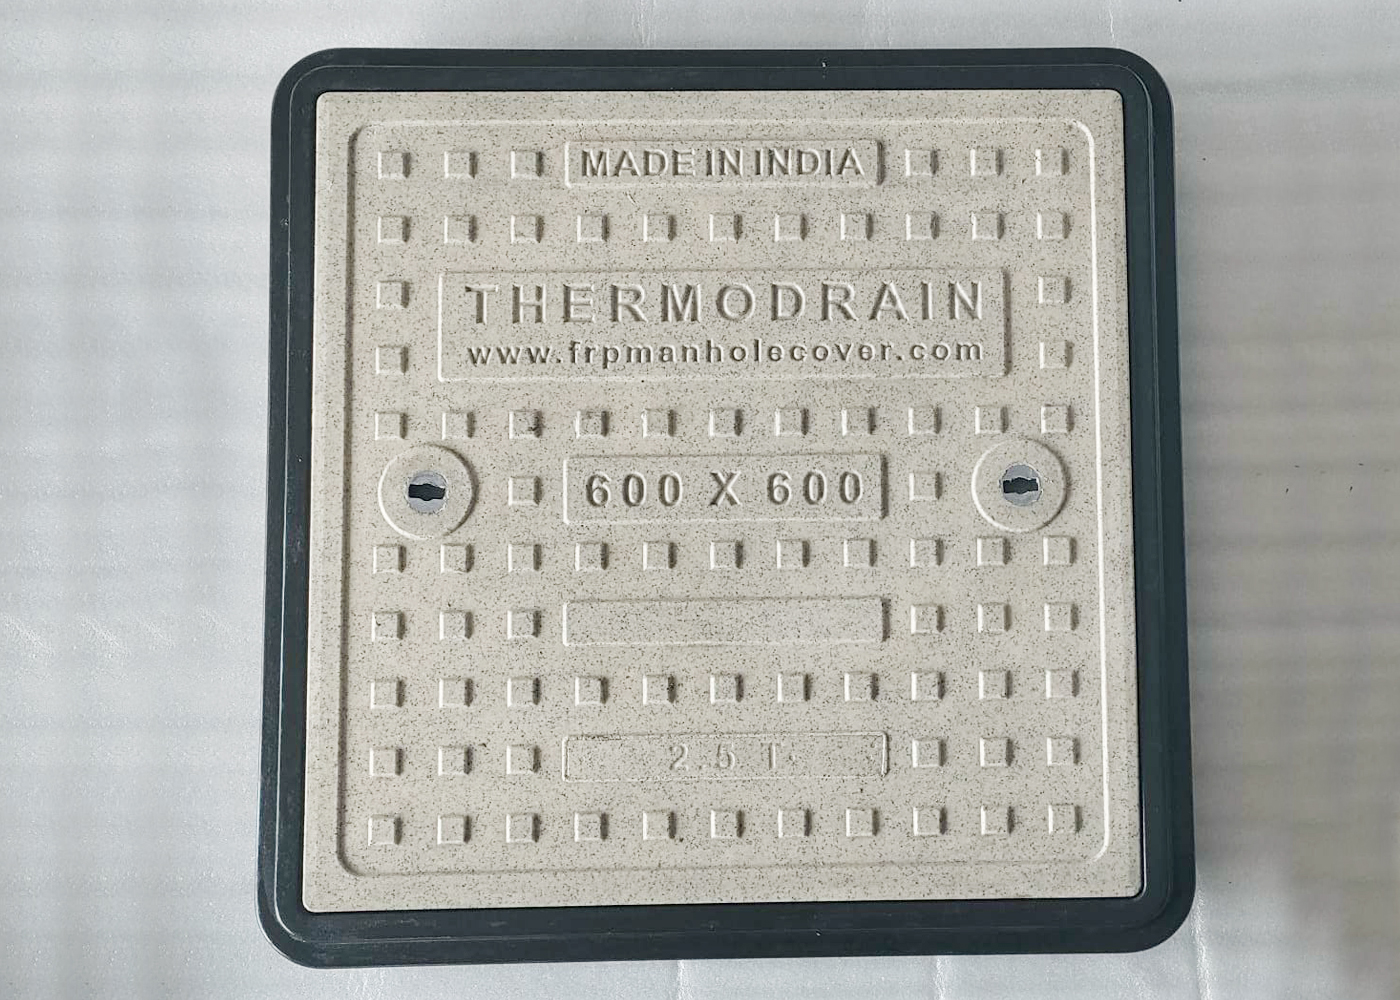 MADE IN INDIA
THERMODRAIN
www.frpmanholecover.com
600 X 600
2.5 T